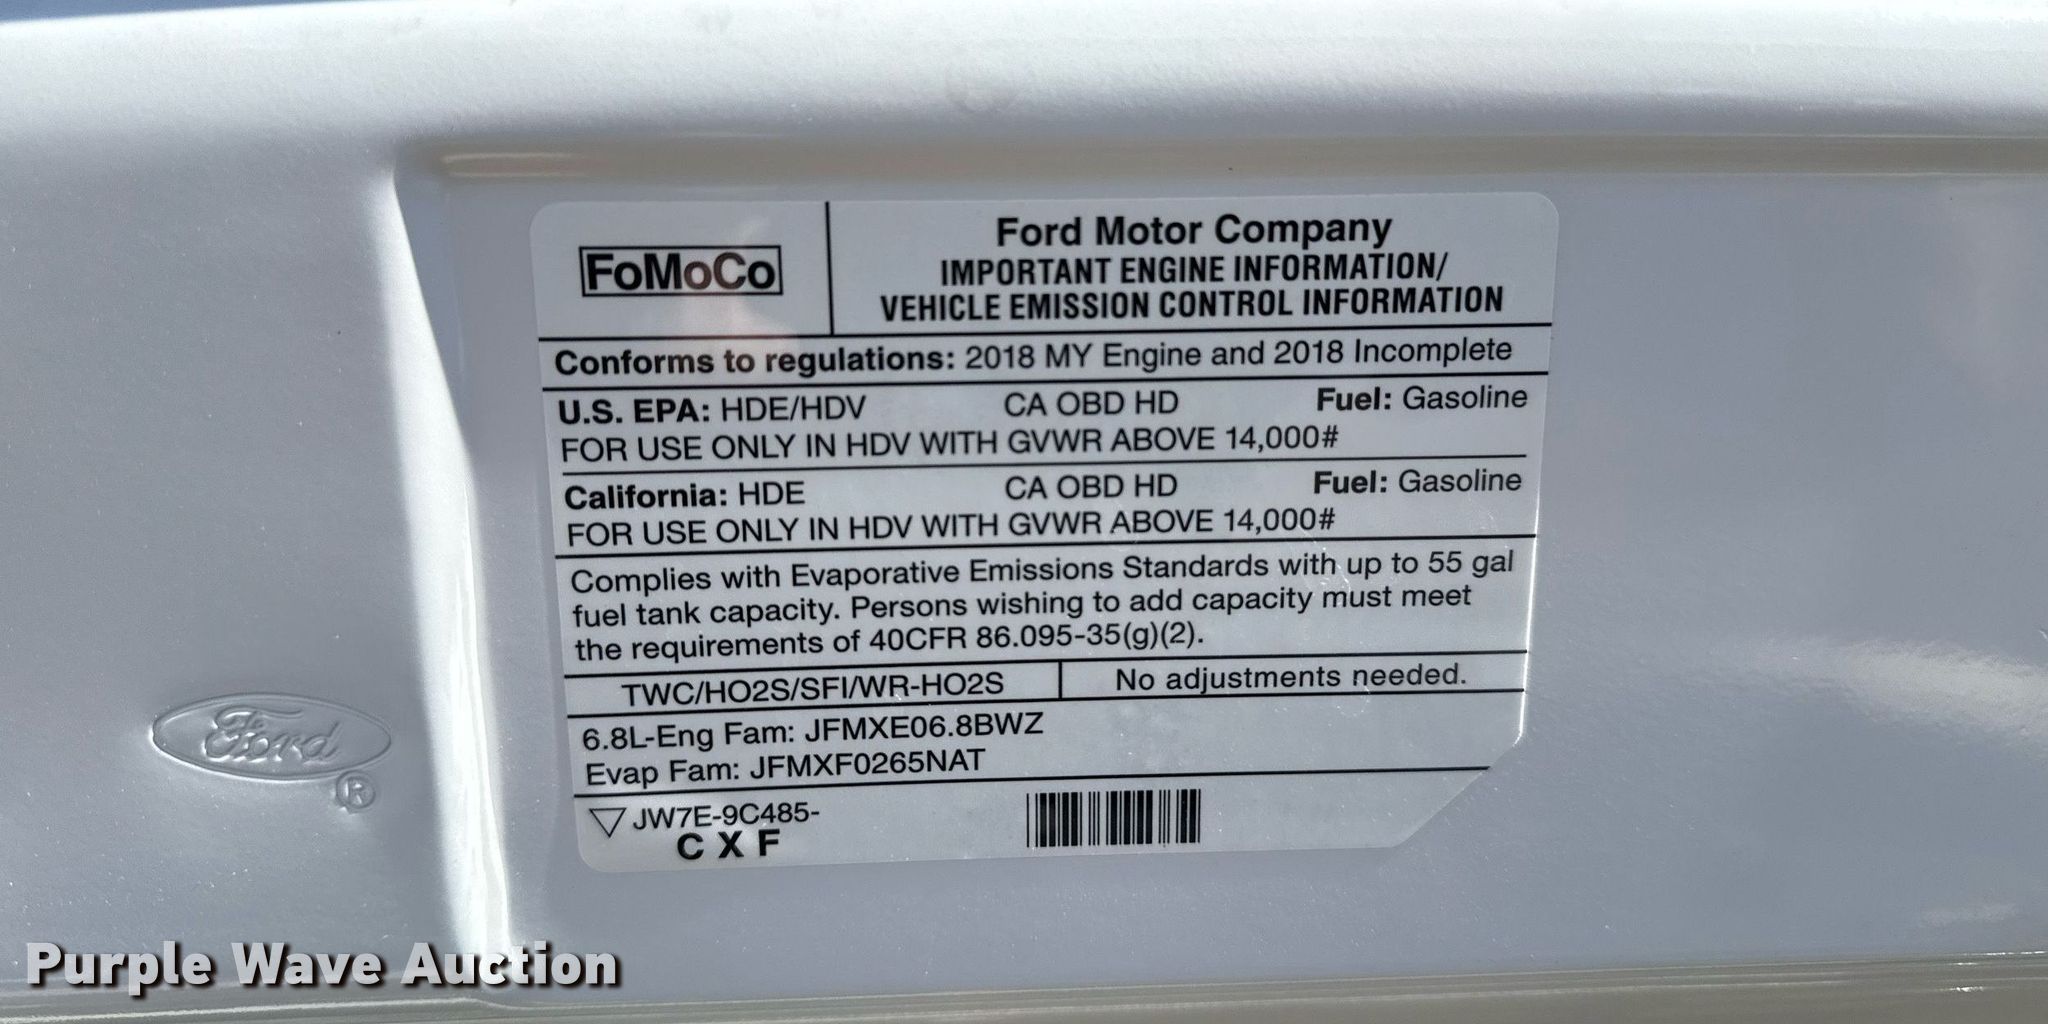 FoMoCo
Ford Motor Company
IMPORTANT ENGINE INFORMATION/
VEHICLE EMISSION CONTROL INFORMATION
Conforms to regulations: 2018 MY Engine and 2018 Incomplete
U.S. EPA: HDE/HDV CA OBD HD Fuel: Gasoline
FOR USE ONLY IN HDV WITH GVWR ABOVE 14,000#
California: HDE CA OBD HD Fuel: Gasoline
FOR USE ONLY IN HDV WITH GVWR ABOVE 14,000#
Complies with Evaporative Emissions Standards with up to 55 gal
fuel tank capacity. Persons wishing to add capacity must meet
the requirements of 40CFR 86.095-35(g)(2).
TWC/HO2S/SFI/WR-HO2S No adjustments needed.
6.8L-Eng Fam: JFMXE06.8BWZ
Evap Fam: JFMXF0265NAT
JW7E-9C485-
C X F
Ford
®
Purple Wave Auction